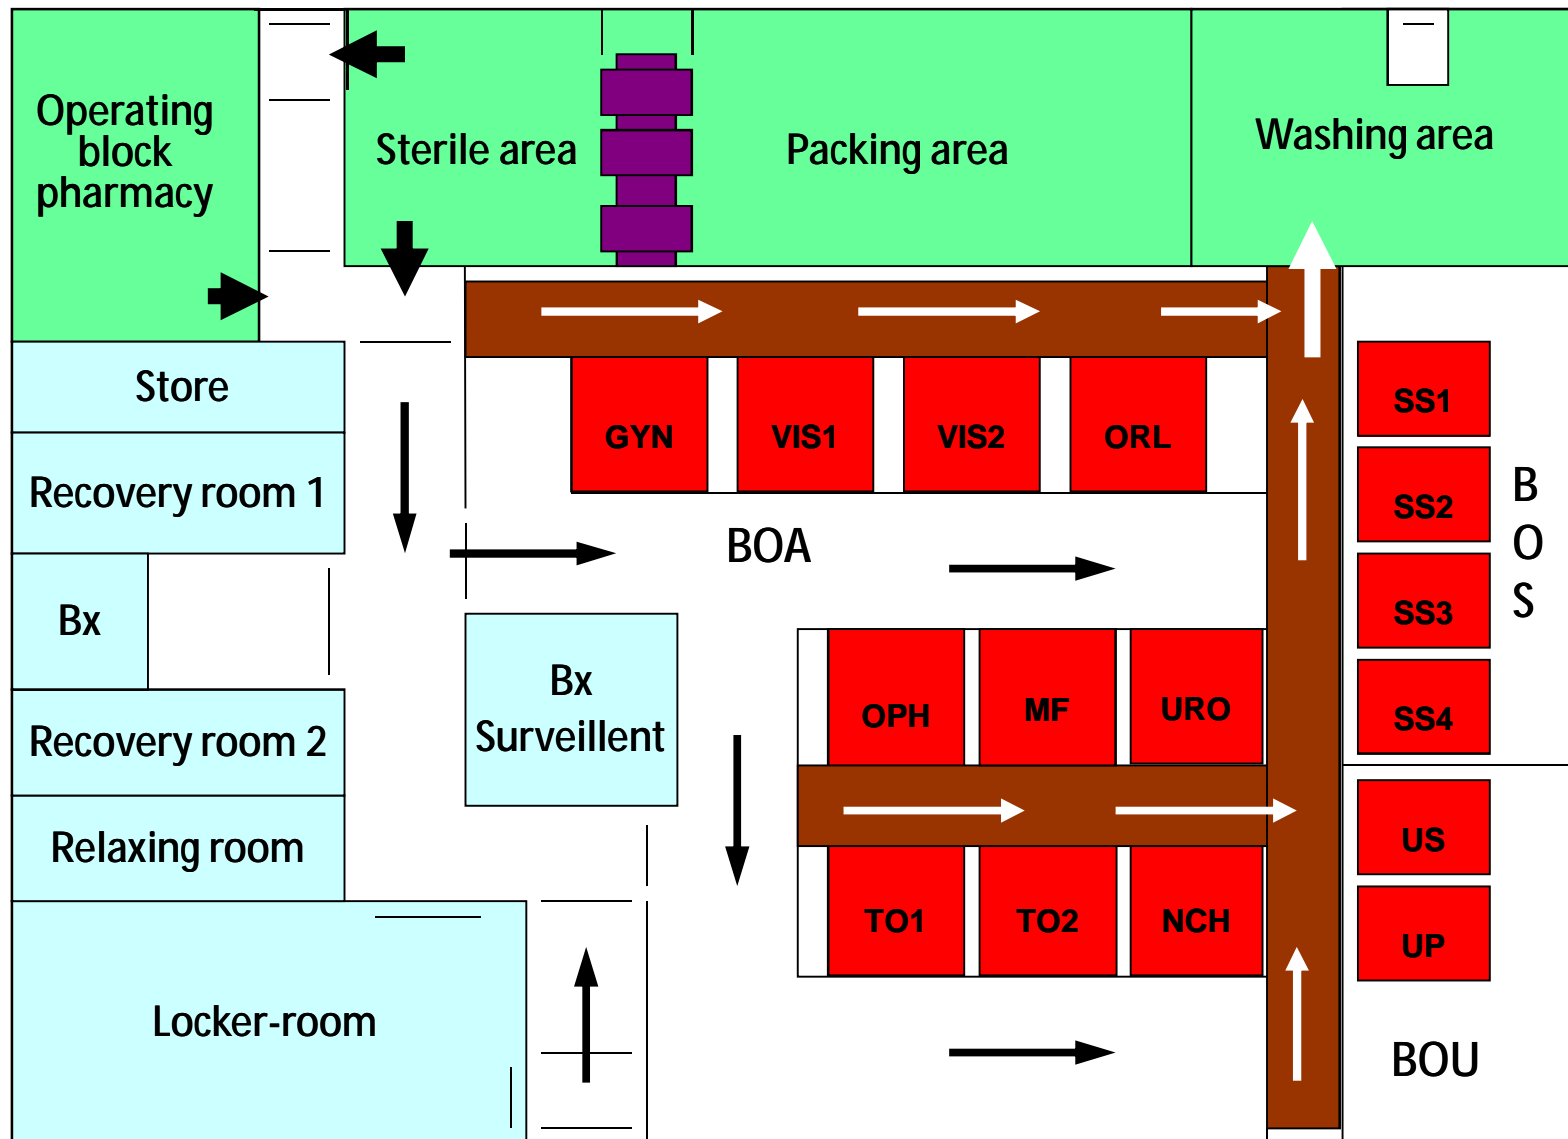 Operating
block
pharmacy
Sterile area
Packing area
Washing area
Store
Recovery room 1
Bx
Recovery room 2
Relaxing room
Locker-room
GYN
VIS1
VIS2
ORL
BOA
Bx
Surveillent
OPH
MF
URO
TO1
TO2
NCH
SS1
SS2
SS3
SS4
B
O
S
US
UP
BOU